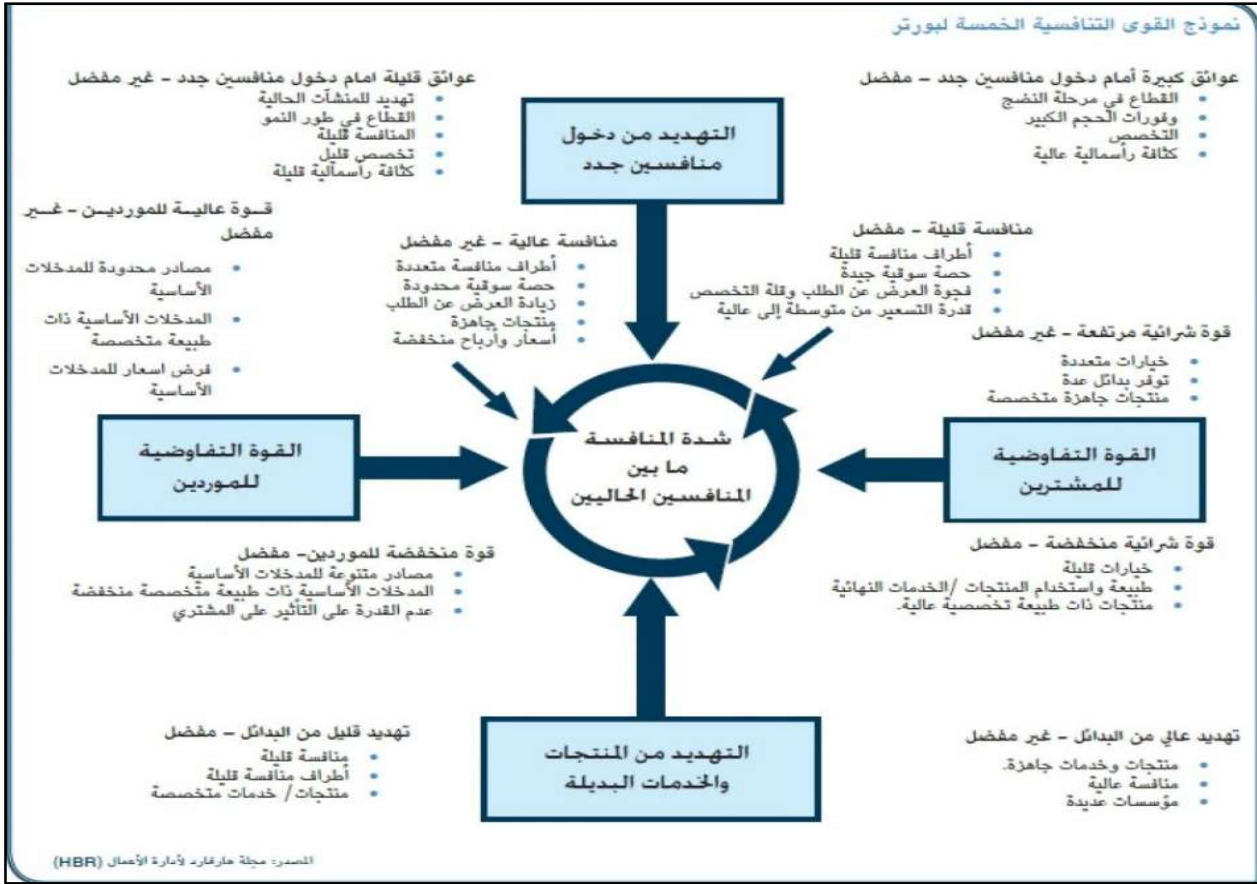 نموذج القوى التنافسية الخمسة لبورتر
عوائق كبيرة أمام دخول منافسين جدد – مفضل
• القطاع في مرحلة النضج
• وفورات الحجم الكبير
• التخصص
• كثافة رأسمالية عالية
التهديد من دخول
منافسين جدد
عوائق قليلة امام دخول منافسين جدد – غير مفضل
• تهديد للمنشآت الحالية
• القطاع في طور النمو
• المنافسة قليلة
• تخصص قليل
• كثافة رأسمالية قليلة
منافسة قليلة – مفضل
• أطراف منافسة قليلة
• حصة سوقية جيدة
• فجوة العرض عن الطلب وقلة التخصص
• قدرة التسعير من متوسطة إلى عالية
منافسة عالية – غير مفضل
• أطراف منافسة متعددة
• حصة سوقية محدودة
• زيادة العرض عن الطلب
• منتجات جاهزة
• أسعار وأرباح منخفضة
قوة عالية للموردين – غير
مفضل
• مصادر محدودة للمدخلات
الأساسية
• المدخلات الأساسية ذات
طبيعة متخصصة
• فرض اسعار للمدخلات
الأساسية
قوة شرائية مرتفعة – غير مفضل
• خيارات متعددة
• توفر بدائل عدة
• منتجات جاهزة متخصصة
القوة التفاوضية
للمشترين
شدة المنافسة
ما بين
المنافسين الحاليين
القوة التفاوضية
للموردين
قوة شرائية منخفضة – مفضل
• خيارات قليلة
• طبيعة واستخدام المنتجات /الخدمات النهائية
• منتجات ذات طبيعة تخصصية عالية.
قوة منخفضة للموردين– مفضل
• مصادر متنوعة للمدخلات الأساسية
• المدخلات الأساسية ذات طبيعة متخصصة منخفضة
• عدم القدرة على التأثير على المشتري
تهديد عالي من البدائل – غير مفضل
• منتجات وخدمات جاهزة.
• منافسة عالية
• مؤسسات عديدة
التهديد من المنتجات
والخدمات البديلة
تهديد قليل من البدائل – مفضل
• منافسة قليلة
• أطراف منافسة قليلة
• منتجات/ خدمات متخصصة
المصدر: مجلة هارفارد لأدارة الأعمال (HBR)